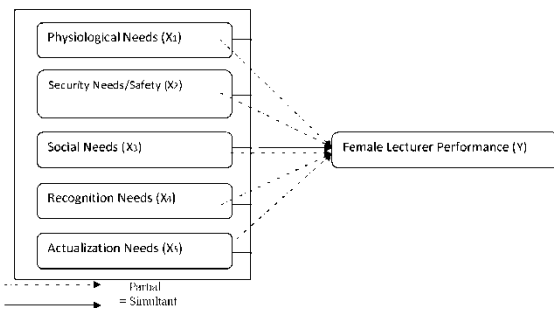 Physiological Needs (X1)
Security Needs/Safety (X2)
Social Needs (X3)
Female Lecturer Performance (Y)
Recognition Needs (X4)
Actualization Needs (X5)
Partial
= Simultant